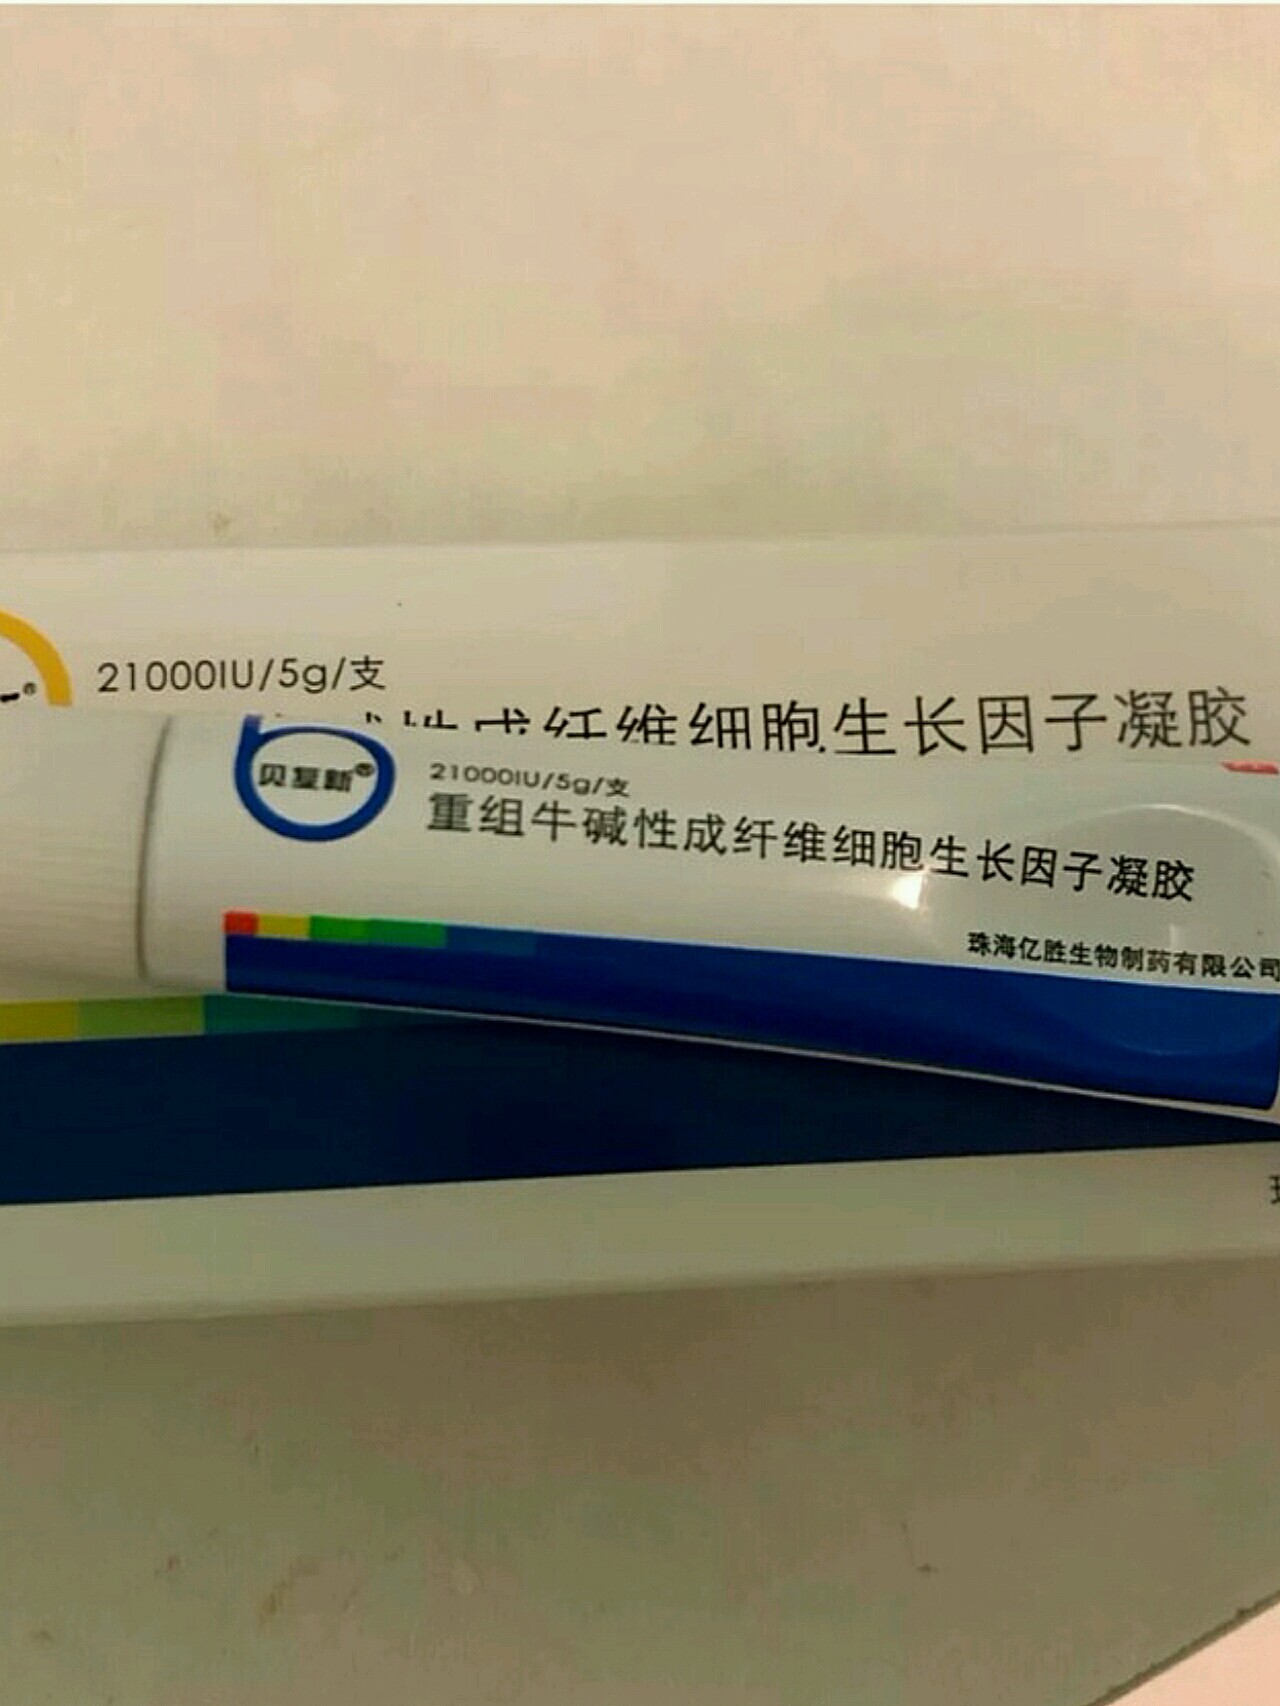 21000IU/5g/支
成纤维细胞生长因子凝胶
贝复新®
21000IU/5g/支
重组牛碱性成纤维细胞生长因子凝胶
珠海亿胜生物制药有限公司